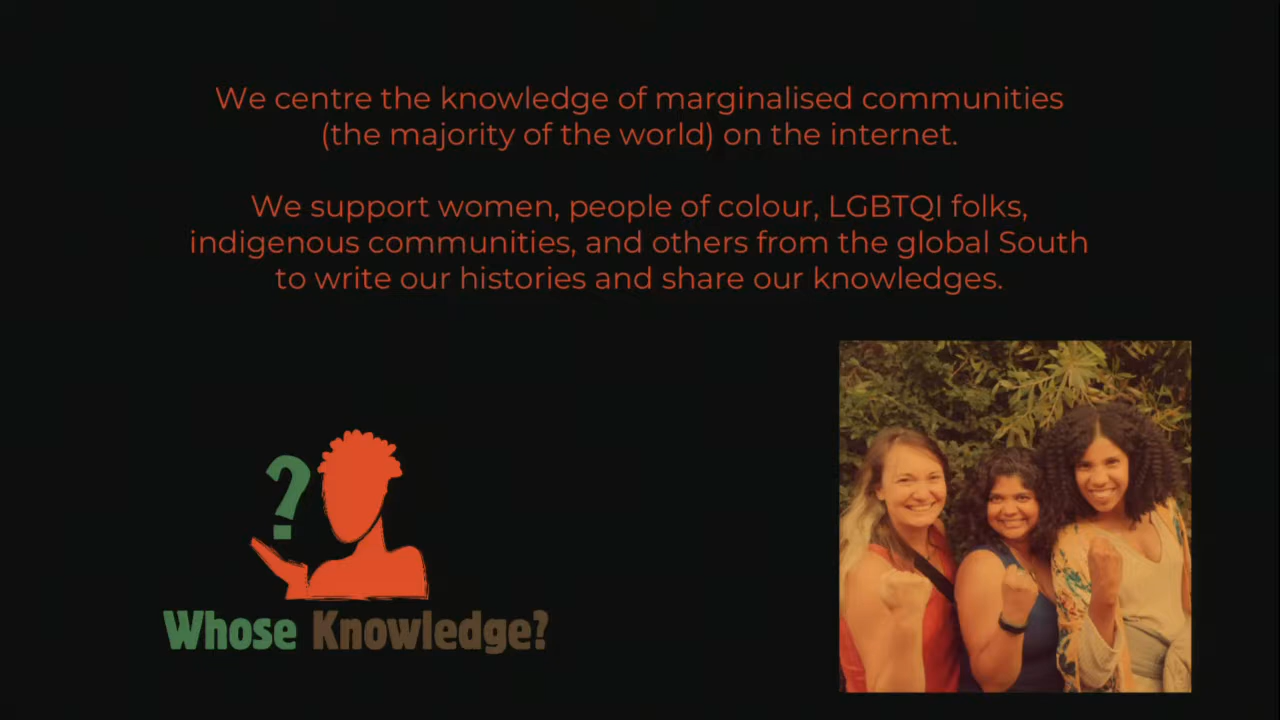 We centre the knowledge of marginalised communities
(the majority of the world) on the internet.
We support women, people of colour, LGBTQI folks,
indigenous communities, and others from the global South
to write our histories and share our knowledges.
?
Whose Knowledge?